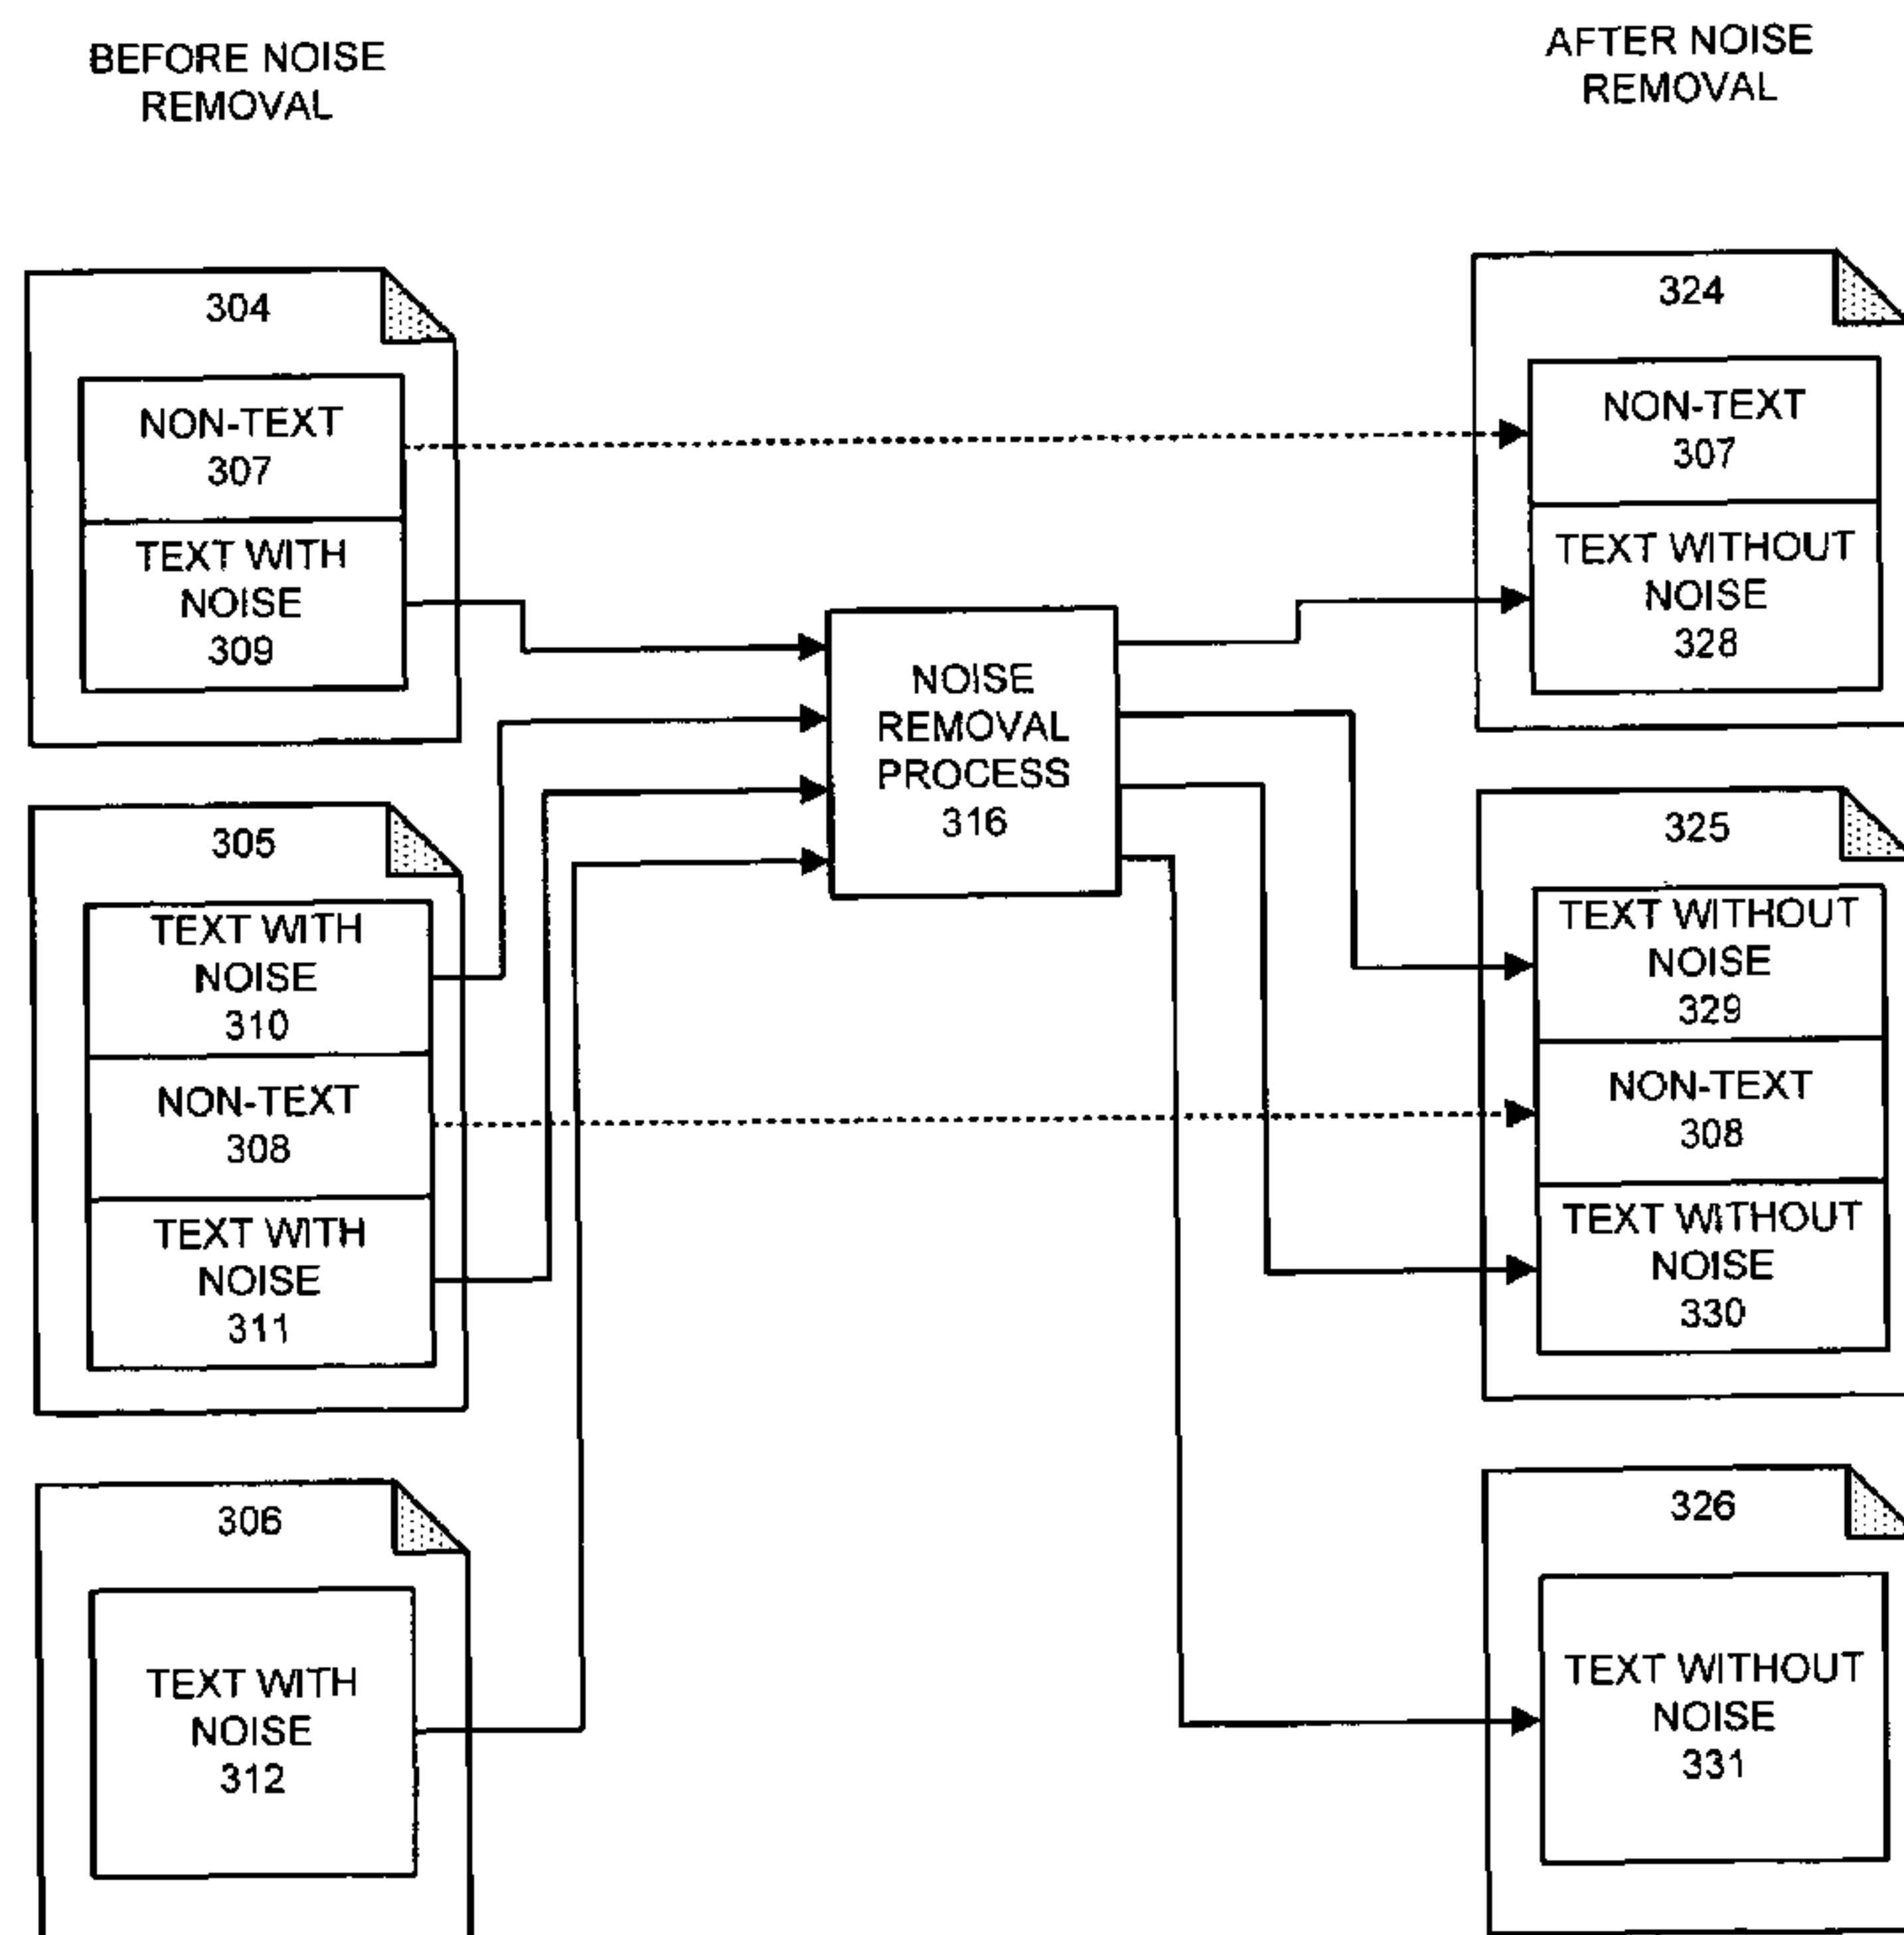 BEFORE NOISE
REMOVAL
AFTER NOISE
REMOVAL
304
NON-TEXT
307
TEXT WITH
NOISE
309
305
TEXT WITH
NOISE
310
NON-TEXT
308
TEXT WITH
NOISE
311
306
TEXT WITH
NOISE
312
NOISE
REMOVAL
PROCESS
316
324
NON-TEXT
307
TEXT WITHOUT
NOISE
328
325
TEXT WITHOUT
NOISE
329
NON-TEXT
308
TEXT WITHOUT
NOISE
330
326
TEXT WITHOUT
NOISE
331